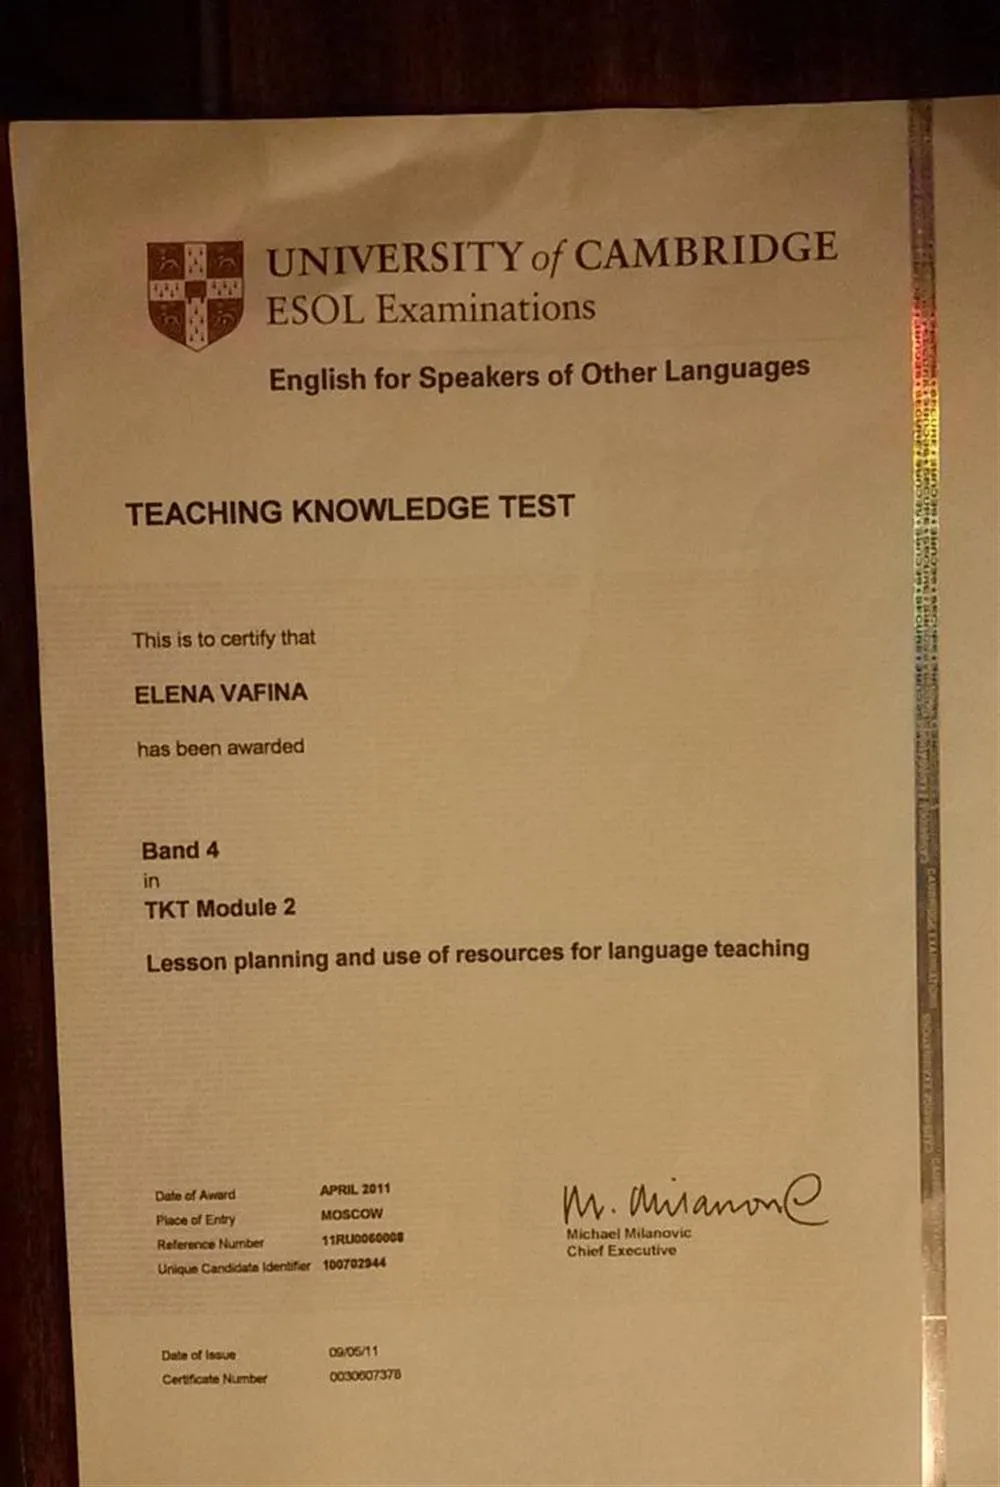 UNIVERSITY of CAMBRIDGE
ESOL Examinations
English for Speakers of Other Languages
TEACHING KNOWLEDGE TEST
This is to certify that
ELENA VAFINA
has been awarded
Band 4
in
TKT Module 2
Lesson planning and use of resources for language teaching
Date of Award APRIL 2011
Place of Entry MOSCOW
Reference Number 11RU0060008
Unique Candidate Identifier 100702944
M. Milanovic
Michael Milanovic
Chief Executive
Date of Issue 09/05/11
Certificate Number 0030607378